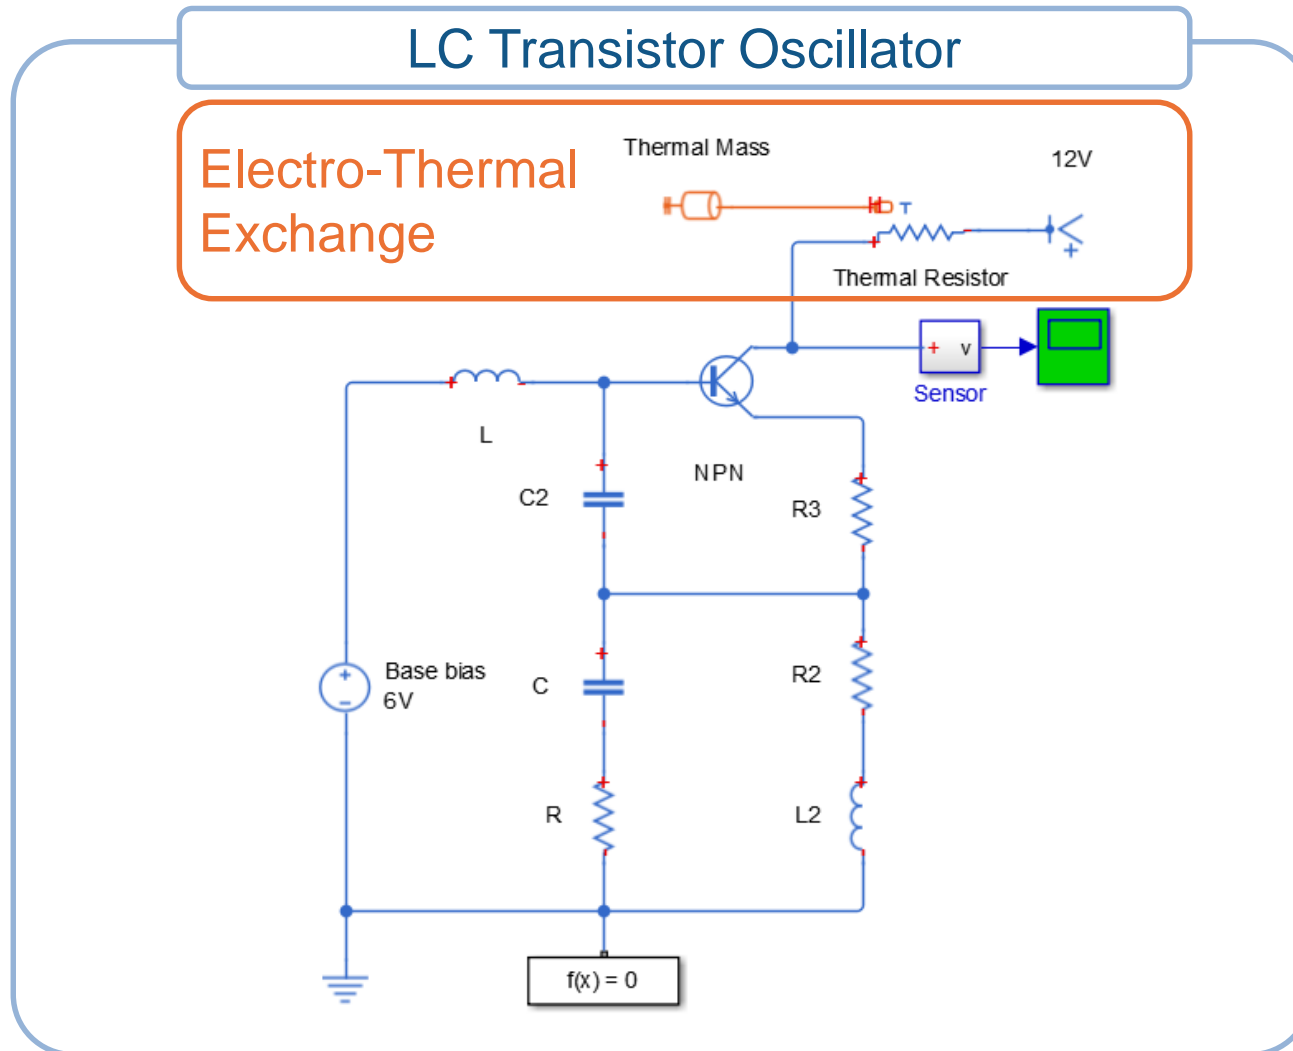 LC Transistor Oscillator
Electro-Thermal
Exchange
Thermal Mass
12V
H
T
+
+
Thermal Resistor
+
v
Sensor
+
L
NPN
+
C2
+
R3
+
-
Base bias
6V
+
C
+
R2
+
R
+
L2
f(x) = 0